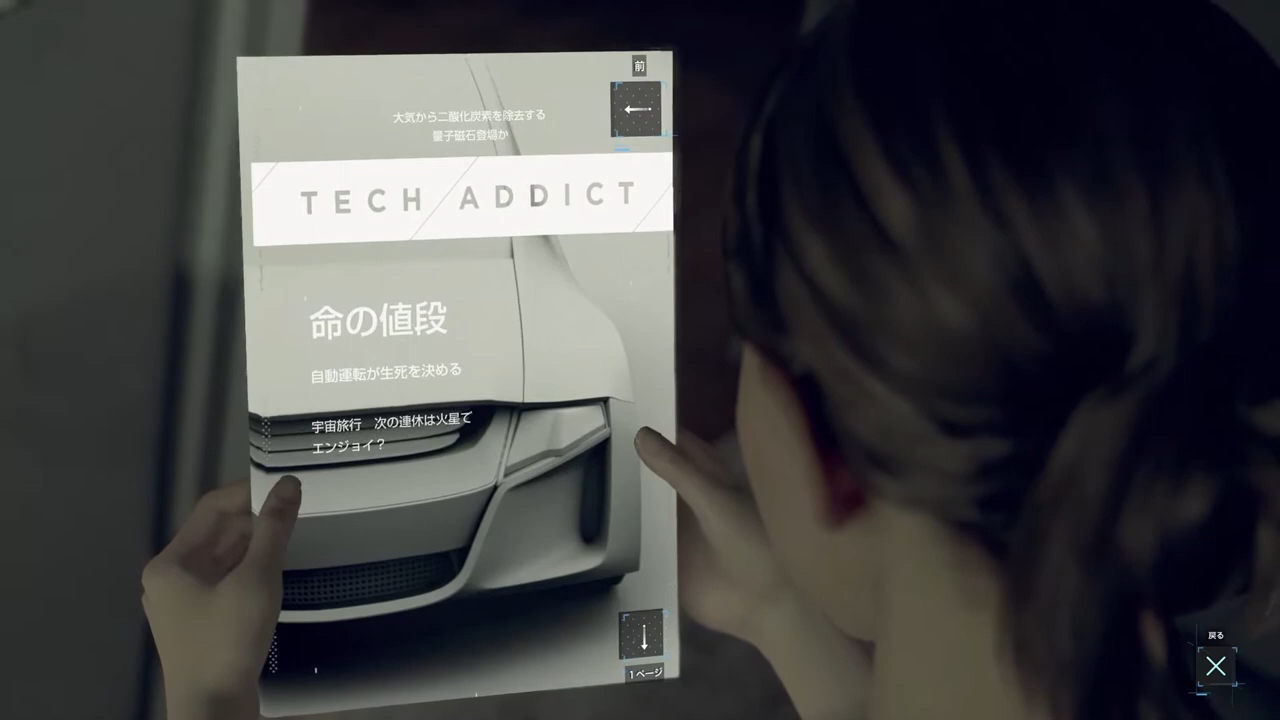 前
大気から二酸化炭素を除去する
量子磁石登場か
TECH ADDICT
命の値段
自動運転が生死を決める
宇宙旅行　次の連休は火星で
エンジョイ？
1ページ
戻る